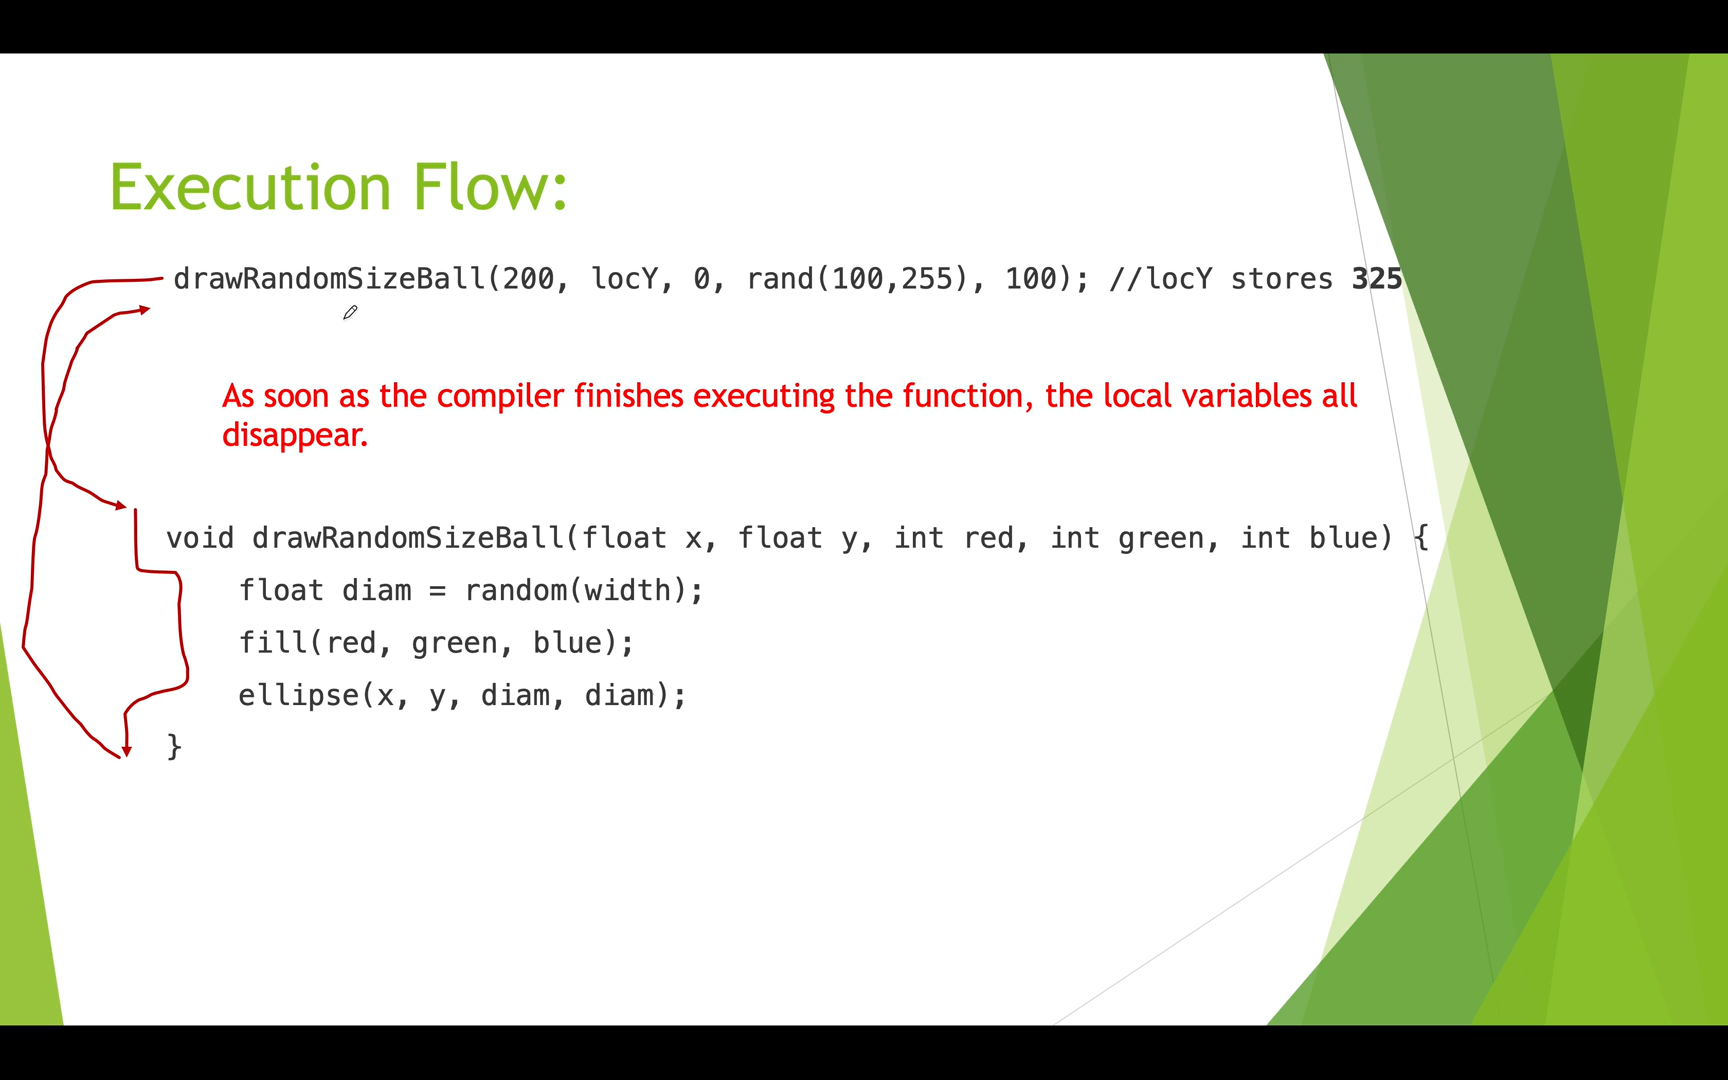 Execution Flow:
drawRandomSizeBall(200, locY, 0, rand(100,255), 100); //locY stores 325
As soon as the compiler finishes executing the function, the local variables all
disappear.
void drawRandomSizeBall(float x, float y, int red, int green, int blue) {
float diam = random(width);
fill(red, green, blue);
ellipse(x, y, diam, diam);
}